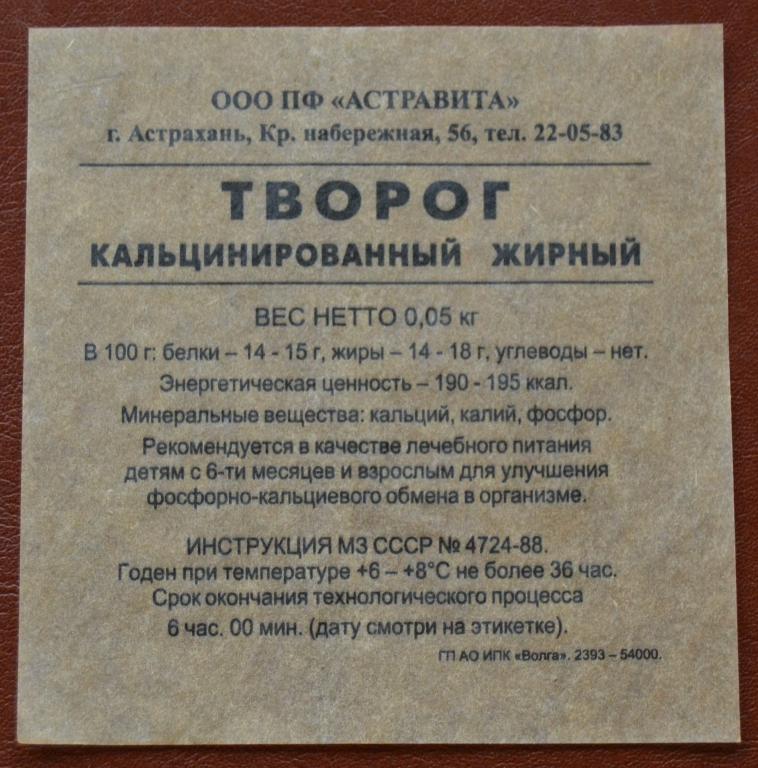 ООО ПФ «АСТРАВИТА»
г. Астрахань, Кр. набережная, 56, тел. 22-05-83
ТВОРОГ
КАЛЬЦИНИРОВАННЫЙ ЖИРНЫЙ
ВЕС НЕТТО 0,05 кг
В 100 г: белки – 14 - 15 г, жиры – 14 - 18 г, углеводы – нет.
Энергетическая ценность – 190 - 195 ккал.
Минеральные вещества: кальций, калий, фосфор.
Рекомендуется в качестве лечебного питания
детям с 6-ти месяцев и взрослым для улучшения
фосфорно-кальциевого обмена в организме.
ИНСТРУКЦИЯ МЗ СССР № 4724-88.
Годен при температуре +6 – +8°С не более 36 час.
Срок окончания технологического процесса
6 час. 00 мин. (дату смотри на этикетке).
ГП АО ИПК «Волга». 2393 – 54000.